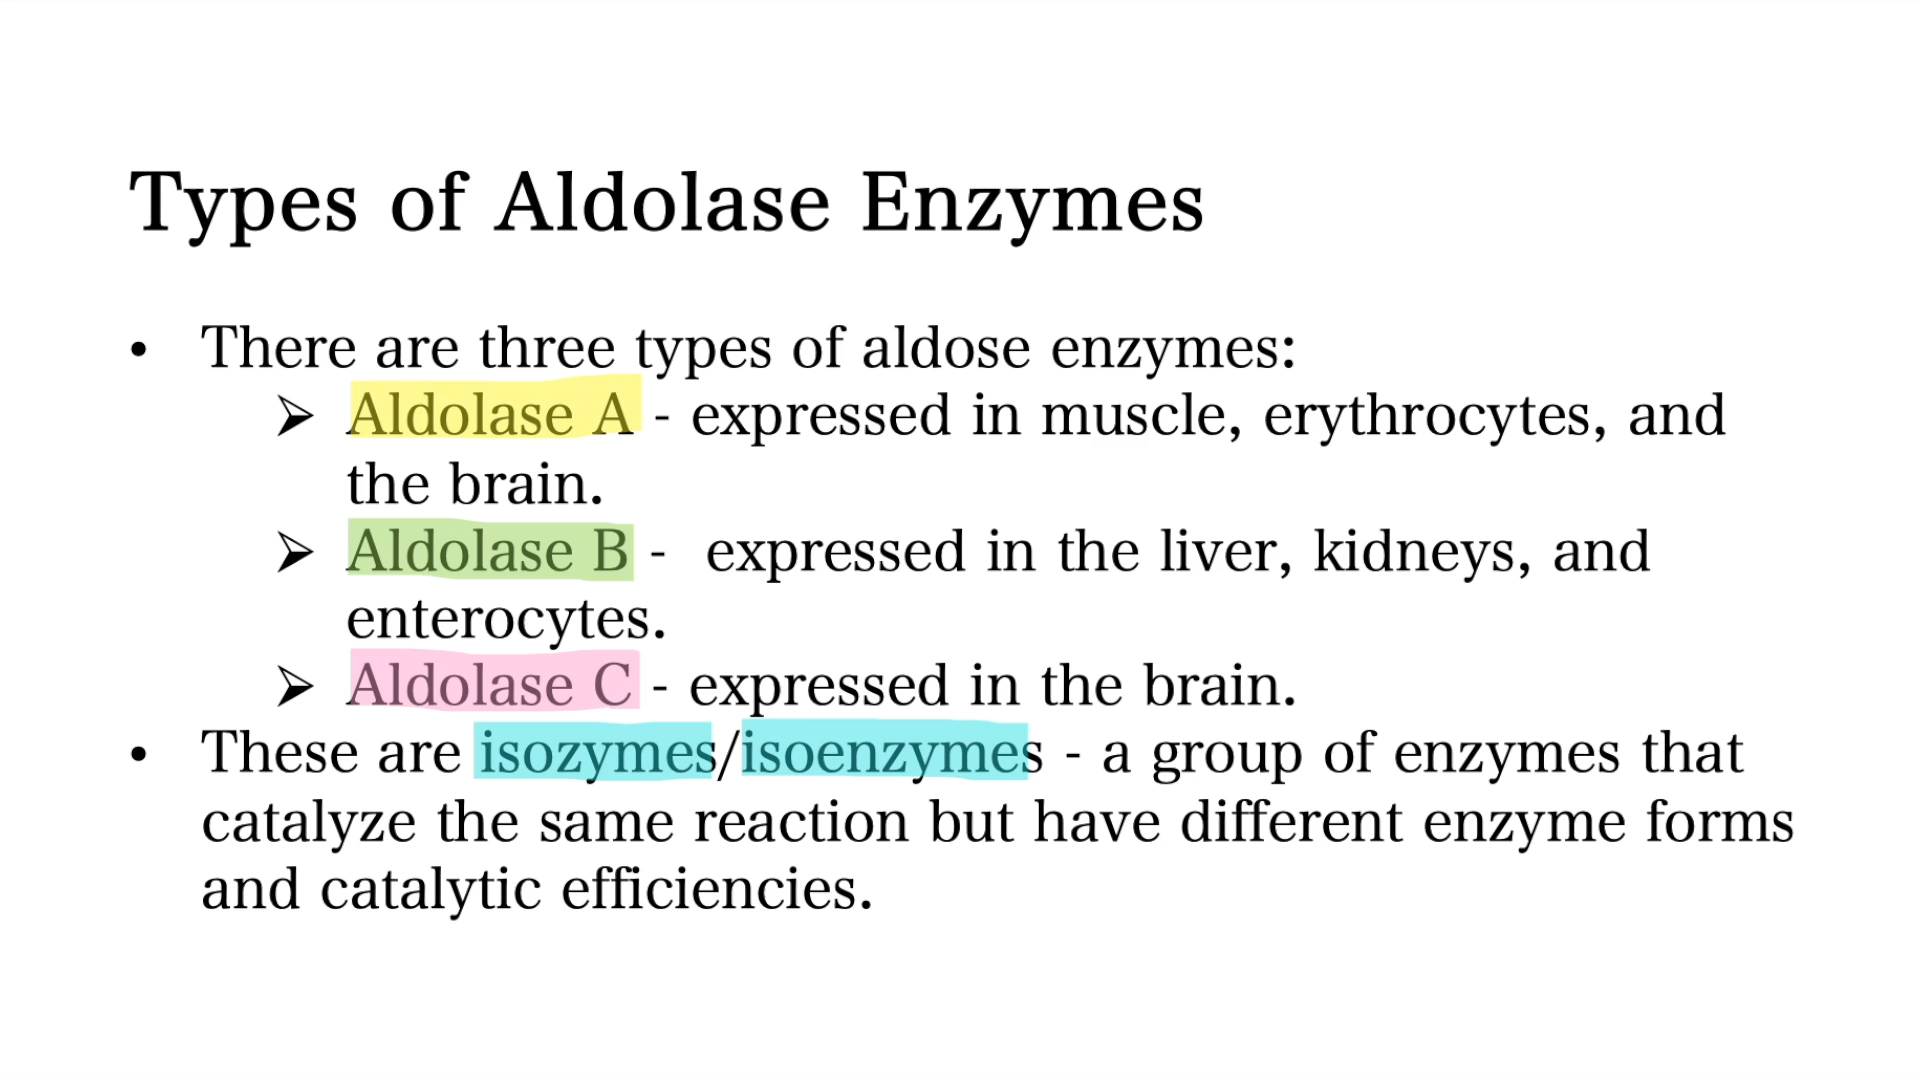 Types of Aldolase Enzymes
• There are three types of aldose enzymes:
➢ Aldolase A - expressed in muscle, erythrocytes, and
the brain.
➢ Aldolase B - expressed in the liver, kidneys, and
enterocytes.
➢ Aldolase C - expressed in the brain.
• These are isozymes/isoenzymes - a group of enzymes that
catalyze the same reaction but have different enzyme forms
and catalytic efficiencies.